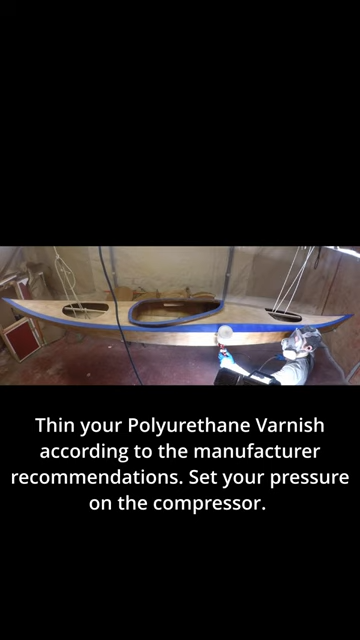 Thin your Polyurethane Varnish
according to the manufacturer
recommendations. Set your pressure
on the compressor.